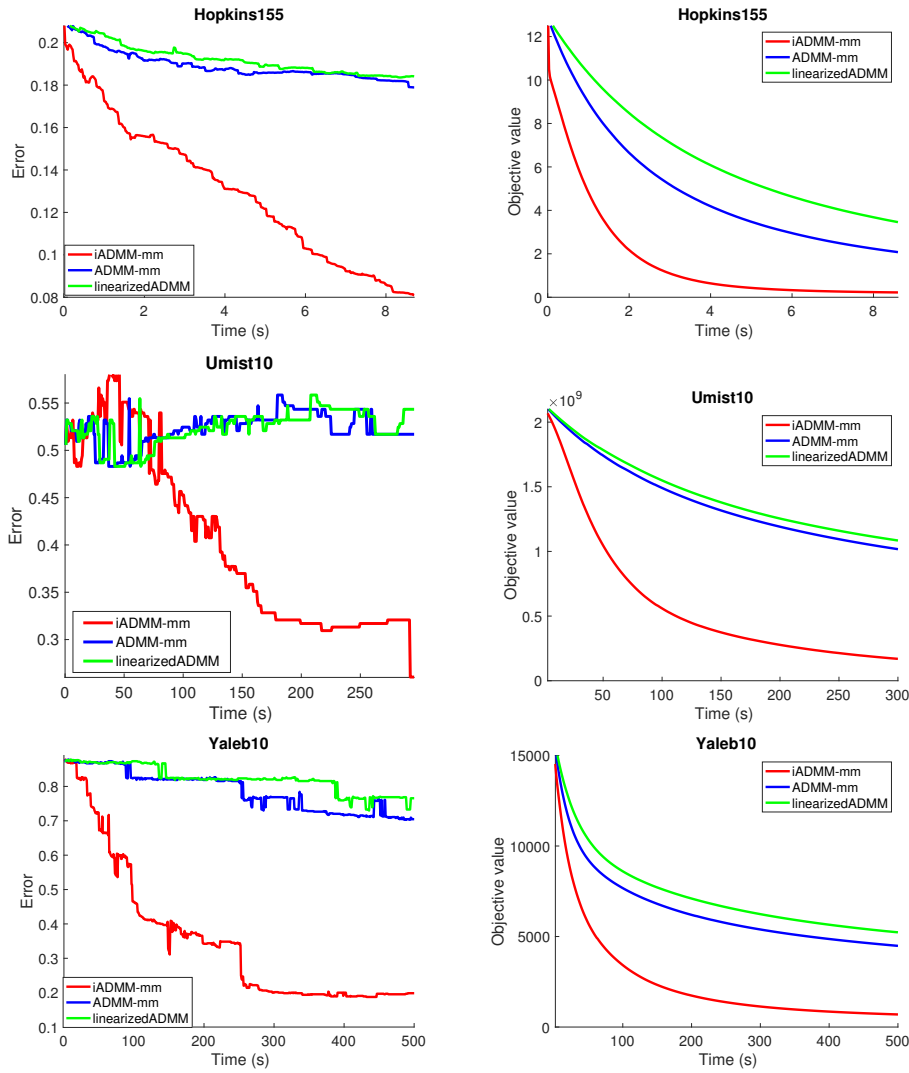 Hopkins155
0.2
0.18
0.16
0.14
0.12
0.1
0.08
Error
iADMM-mm
ADMM-mm
linearizedADMM
0 2 4 6 8
Time (s)
Hopkins155
12
10
8
6
4
2
0
Objective value
iADMM-mm
ADMM-mm
linearizedADMM
0 2 4 6 8
Time (s)
Umist10
0.55
0.5
0.45
0.4
0.35
0.3
Error
iADMM-mm
ADMM-mm
linearizedADMM
0 50 100 150 200 250
Time (s)
Umist10
×10^9
2
1.5
1
0.5
0
Objective value
iADMM-mm
ADMM-mm
linearizedADMM
50 100 150 200 250 300
Time (s)
Yaleb10
0.8
0.7
0.6
0.5
0.4
0.3
0.2
0.1
Error
iADMM-mm
ADMM-mm
linearizedADMM
0 100 200 300 400 500
Time (s)
Yaleb10
15000
10000
5000
0
Objective value
iADMM-mm
ADMM-mm
linearizedADMM
100 200 300 400 500
Time (s)